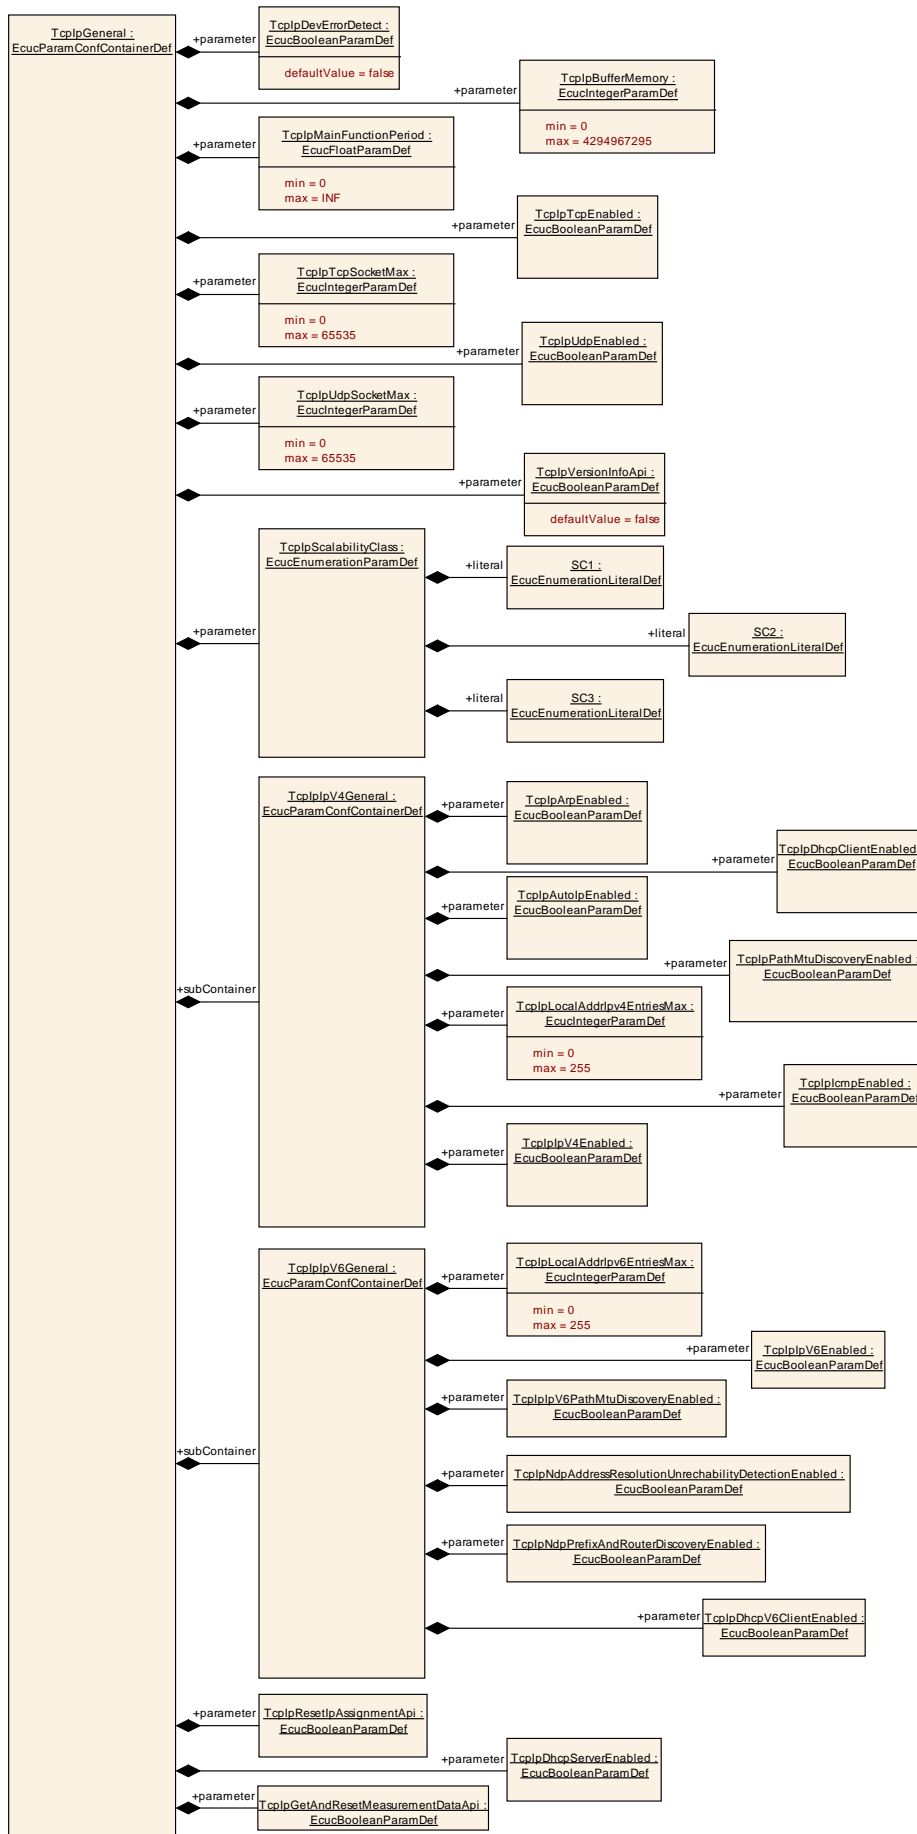 TcpIpGeneral :
EcucParamConfContainerDef
+parameter
TcpIpDevErrorDetect :
EcucBooleanParamDef
defaultValue = false
+parameter
TcpIpBufferMemory :
EcucIntegerParamDef
min = 0
max = 4294967295
+parameter
TcpIpMainFunctionPeriod :
EcucFloatParamDef
min = 0
max = INF
+parameter
TcpIpTcpEnabled :
EcucBooleanParamDef
+parameter
TcpIpTcpSocketMax :
EcucIntegerParamDef
min = 0
max = 65535
+parameter
TcpIpUdpEnabled :
EcucBooleanParamDef
+parameter
TcpIpUdpSocketMax :
EcucIntegerParamDef
min = 0
max = 65535
+parameter
TcpIpVersionInfoApi :
EcucBooleanParamDef
defaultValue = false
+parameter
TcpIpScalabilityClass :
EcucEnumerationParamDef
+literal
SC1 :
EcucEnumerationLiteralDef
+literal
SC2 :
EcucEnumerationLiteralDef
+literal
SC3 :
EcucEnumerationLiteralDef
+subContainer
TcpIpIpV4General :
EcucParamConfContainerDef
+parameter
TcpIpArpEnabled :
EcucBooleanParamDef
+parameter
TcpIpDhcpClientEnabled
EcucBooleanParamDef
+parameter
TcpIpAutoIpEnabled :
EcucBooleanParamDef
+parameter
TcpIpPathMtuDiscoveryEnabled :
EcucBooleanParamDef
+parameter
TcpIpLocalAddrIpv4EntriesMax :
EcucIntegerParamDef
min = 0
max = 255
+parameter
TcpIpIcmpEnabled :
EcucBooleanParamDef
+parameter
TcpIpIpV4Enabled :
EcucBooleanParamDef
+subContainer
TcpIpIpV6General :
EcucParamConfContainerDef
+parameter
TcpIpLocalAddrIpv6EntriesMax :
EcucIntegerParamDef
min = 0
max = 255
+parameter
TcpIpIpV6Enabled :
EcucBooleanParamDef
+parameter
TcpIpIpV6PathMtuDiscoveryEnabled :
EcucBooleanParamDef
+parameter
TcpIpNdpAddressResolutionUnrechabilityDetectionEnabled :
EcucBooleanParamDef
+parameter
TcpIpNdpPrefixAndRouterDiscoveryEnabled :
EcucBooleanParamDef
+parameter
TcpIpDhcpV6ClientEnabled :
EcucBooleanParamDef
+parameter
TcpIpResetIpAssignmentApi :
EcucBooleanParamDef
+parameter
TcpIpDhcpServerEnabled :
EcucBooleanParamDef
+parameter
TcpIpGetAndResetMeasurementDataApi :
EcucBooleanParamDef